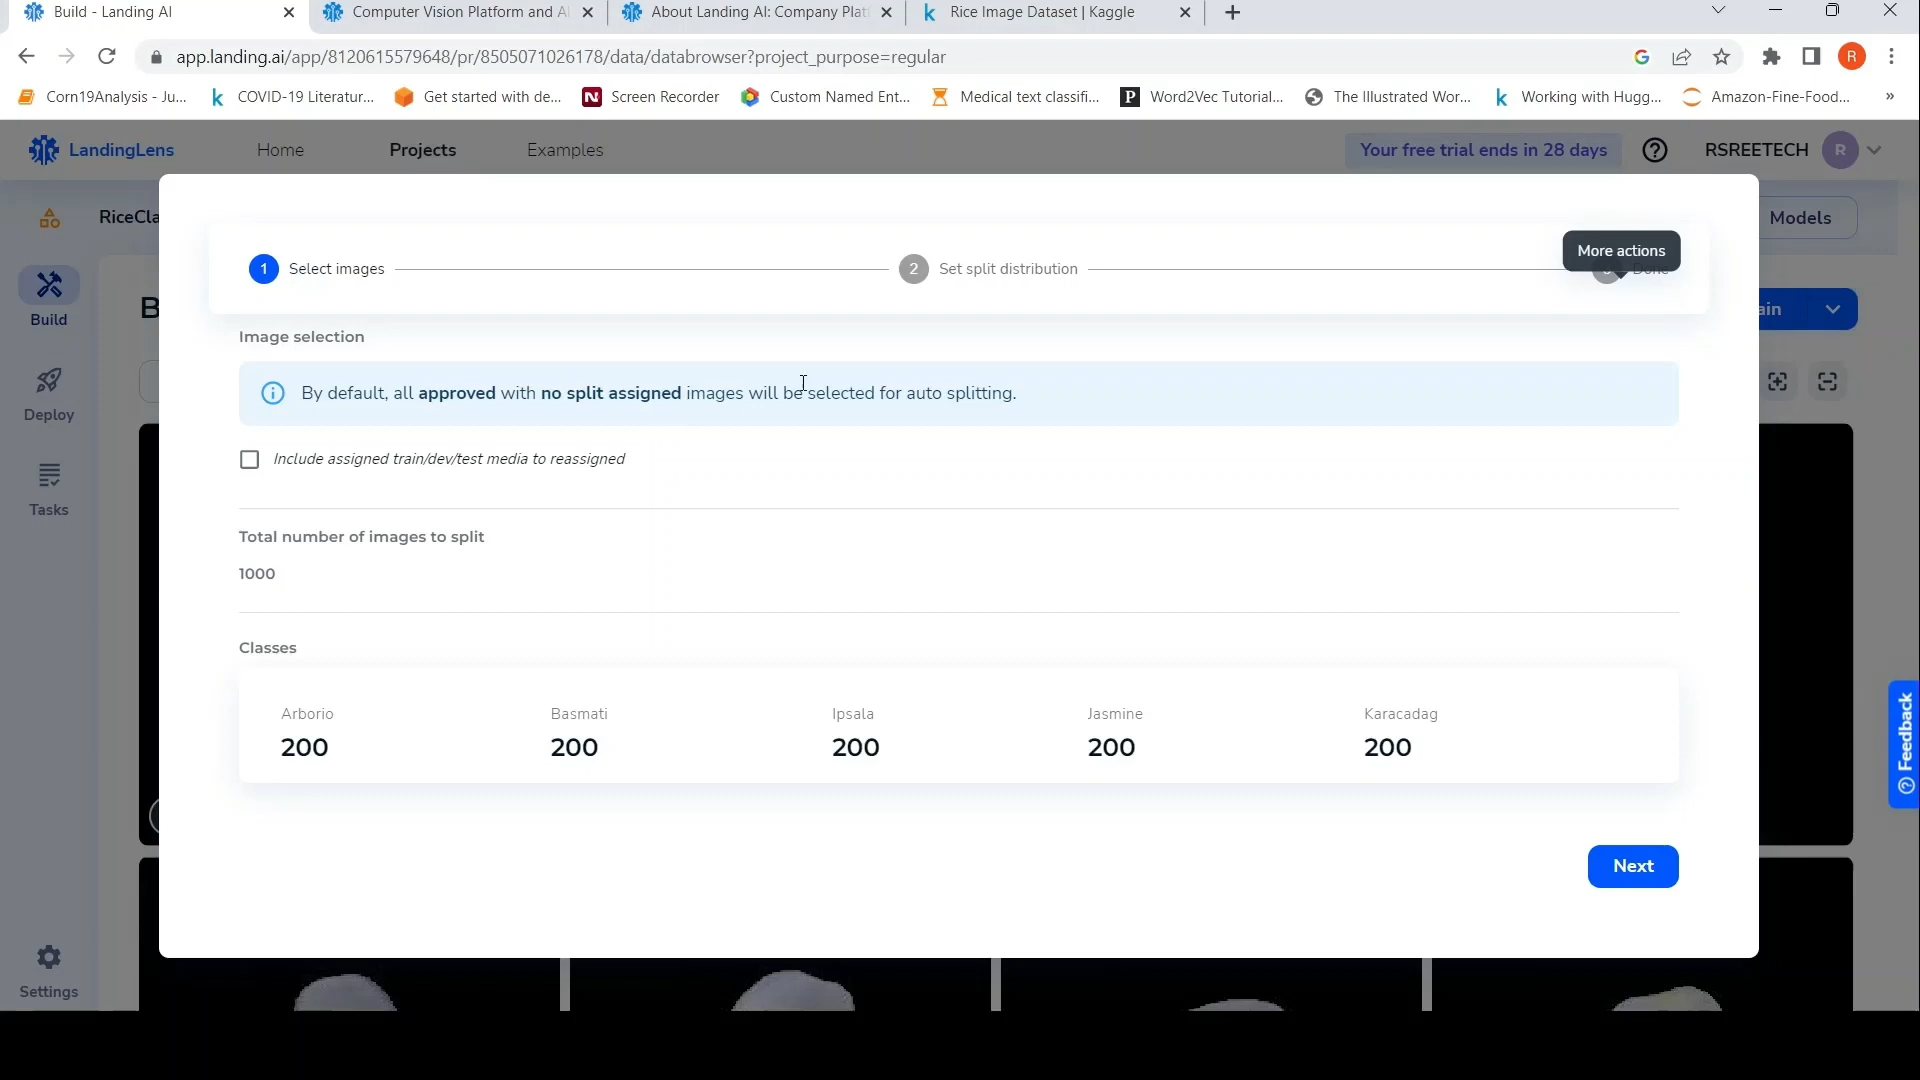 Build - Landing AI
Computer Vision Platform and AI
About Landing AI: Company Plat
Rice Image Dataset | Kaggle
app.landing.ai/app/8120615579648/pr/8505071026178/data/databrowser?project_purpose=regular
R
Corn19Analysis - Ju...
COVID-19 Literatur...
Get started with de...
Screen Recorder
Custom Named Ent...
Medical text classifi...
Word2Vec Tutorial...
The Illustrated Wor...
Working with Hugg...
Amazon-Fine-Food...
»
LandingLens
Home
Projects
Examples
Your free trial ends in 28 days
RSREETECH
R
RiceCla
Models
More actions
1 Select images
2 Set split distribution
Done
Build
B
ain
Image selection
By default, all approved with no split assigned images will be selected for auto splitting.
Deploy
Include assigned train/dev/test media to reassigned
Tasks
Total number of images to split
1000
Classes
Arborio
Basmati
Ipsala
Jasmine
Karacadag
200
200
200
200
200
Feedback
Next
Settings